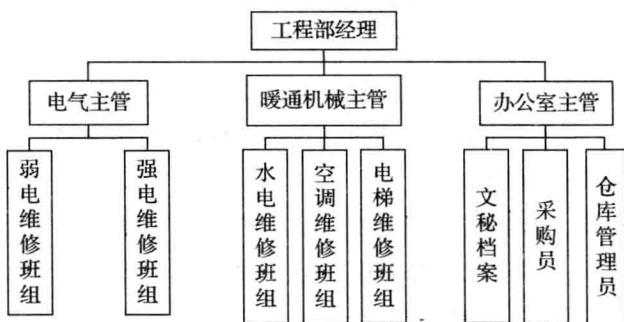 工程部经理
电气主管
暖通机械主管
办公室主管
弱电维修班组
强电维修班组
水电维修班组
空调维修班组
电梯维修班组
文秘档案
采购员
仓库管理员